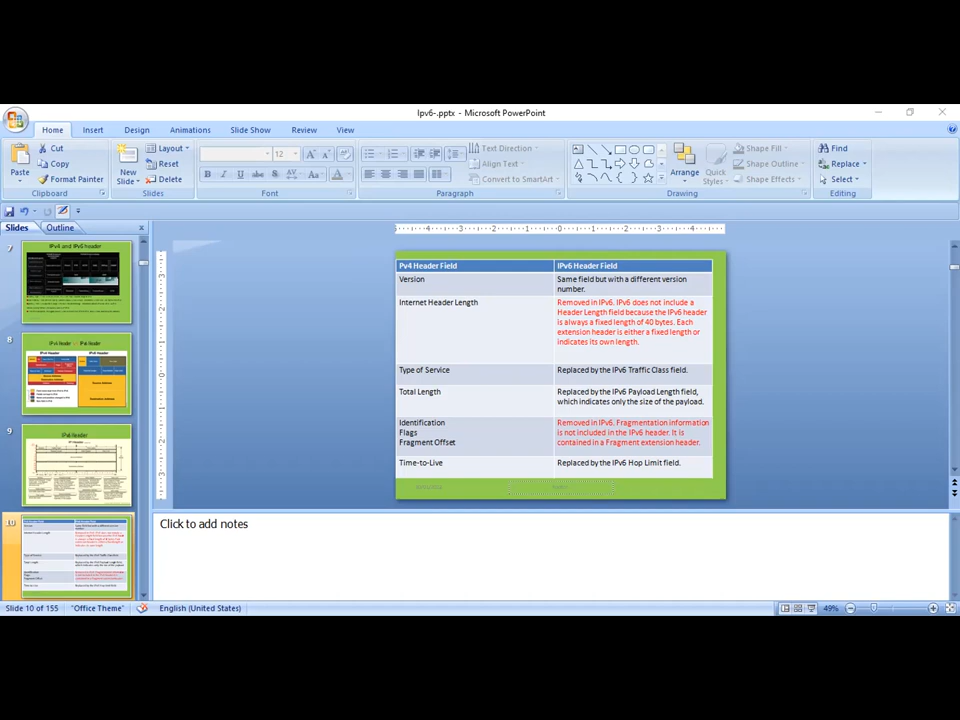 Ipv6-.pptx - Microsoft PowerPoint
Home Insert Design Animations Slide Show Review View
Paste
Cut
Copy
Format Painter
Clipboard
New
Slide
Layout
Reset
Delete
Slides
12
Font
Paragraph
Text Direction
Align Text
Convert to SmartArt
Arrange
Quick
Styles
Shape Fill
Shape Outline
Shape Effects
Drawing
Find
Replace
Select
Editing
Slides Outline
7
IPv4 and IPv6 header
8
9
10
Pv4 Header Field IPv6 Header Field
Version Same field but with a different version
number.
Internet Header Length Removed in IPv6. IPv6 does not include a
Header Length field because the IPv6 header
is always a fixed length of 40 bytes. Each
extension header is either a fixed length or
indicates its own length.
Type of Service Replaced by the IPv6 Traffic Class field.
Total Length Replaced by the IPv6 Payload Length field,
which indicates only the size of the payload.
Identification Removed in IPv6. Fragmentation information
Flags is not included in the IPv6 header. It is
Fragment Offset contained in a Fragment extension header.
Time-to-Live Replaced by the IPv6 Hop Limit field.
Click to add notes
Slide 10 of 155 "Office Theme" English (United States) 49%